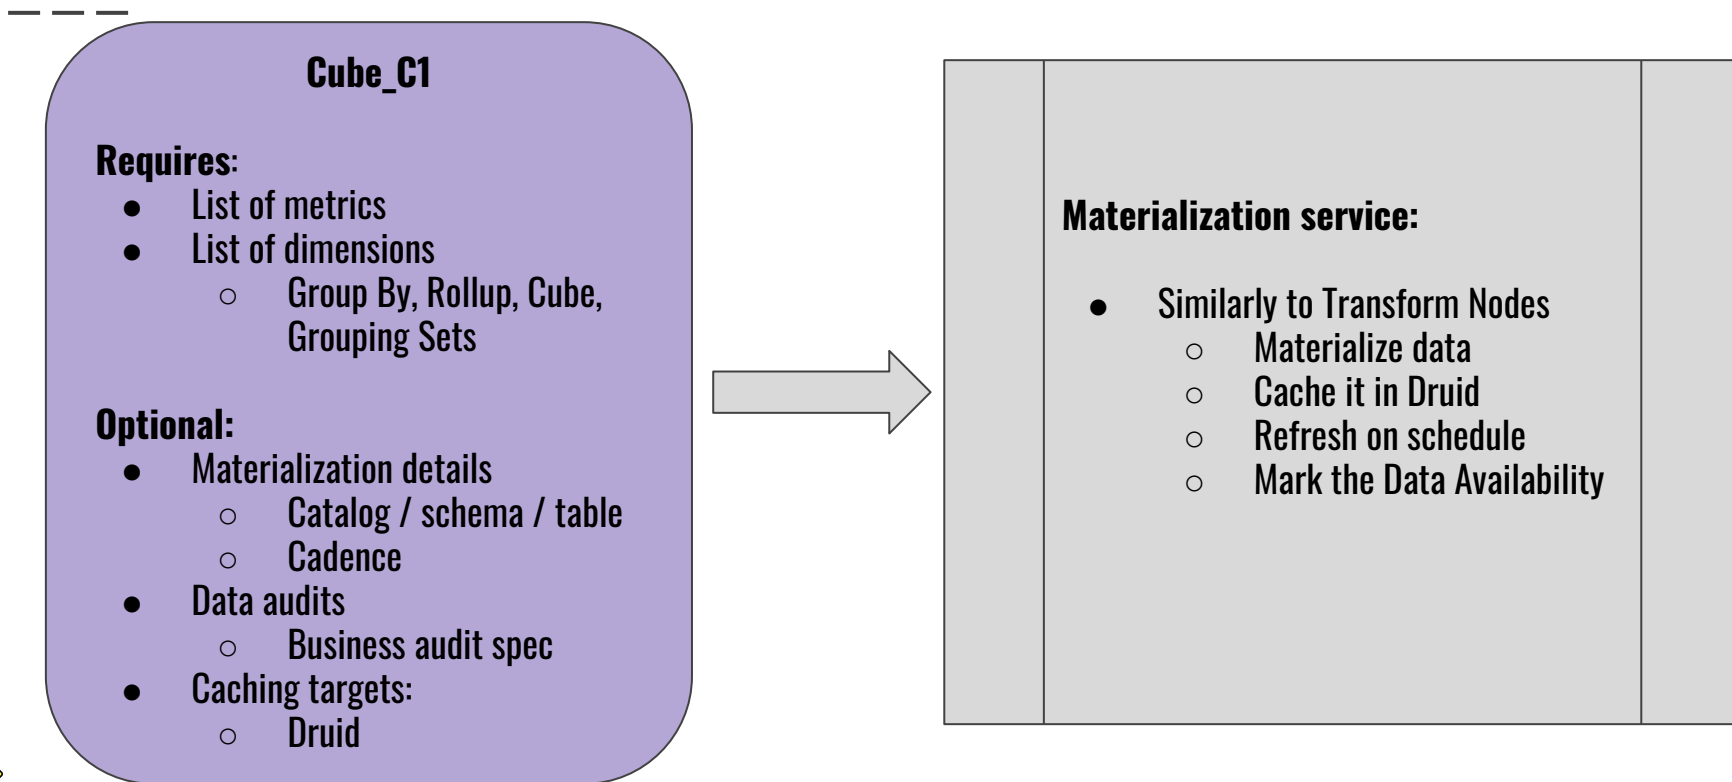 Cube_C1
Requires:
● List of metrics
● List of dimensions
○ Group By, Rollup, Cube,
Grouping Sets
Optional:
● Materialization details
○ Catalog / schema / table
○ Cadence
● Data audits
○ Business audit spec
● Caching targets:
○ Druid
Materialization service:
● Similarly to Transform Nodes
○ Materialize data
○ Cache it in Druid
○ Refresh on schedule
○ Mark the Data Availability